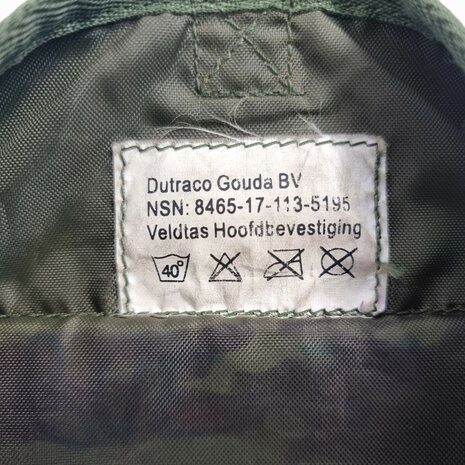 Dutraco Gouda BV
NSN: 8465-17-113-5195
Veldtas Hoofdbevestiging
40°